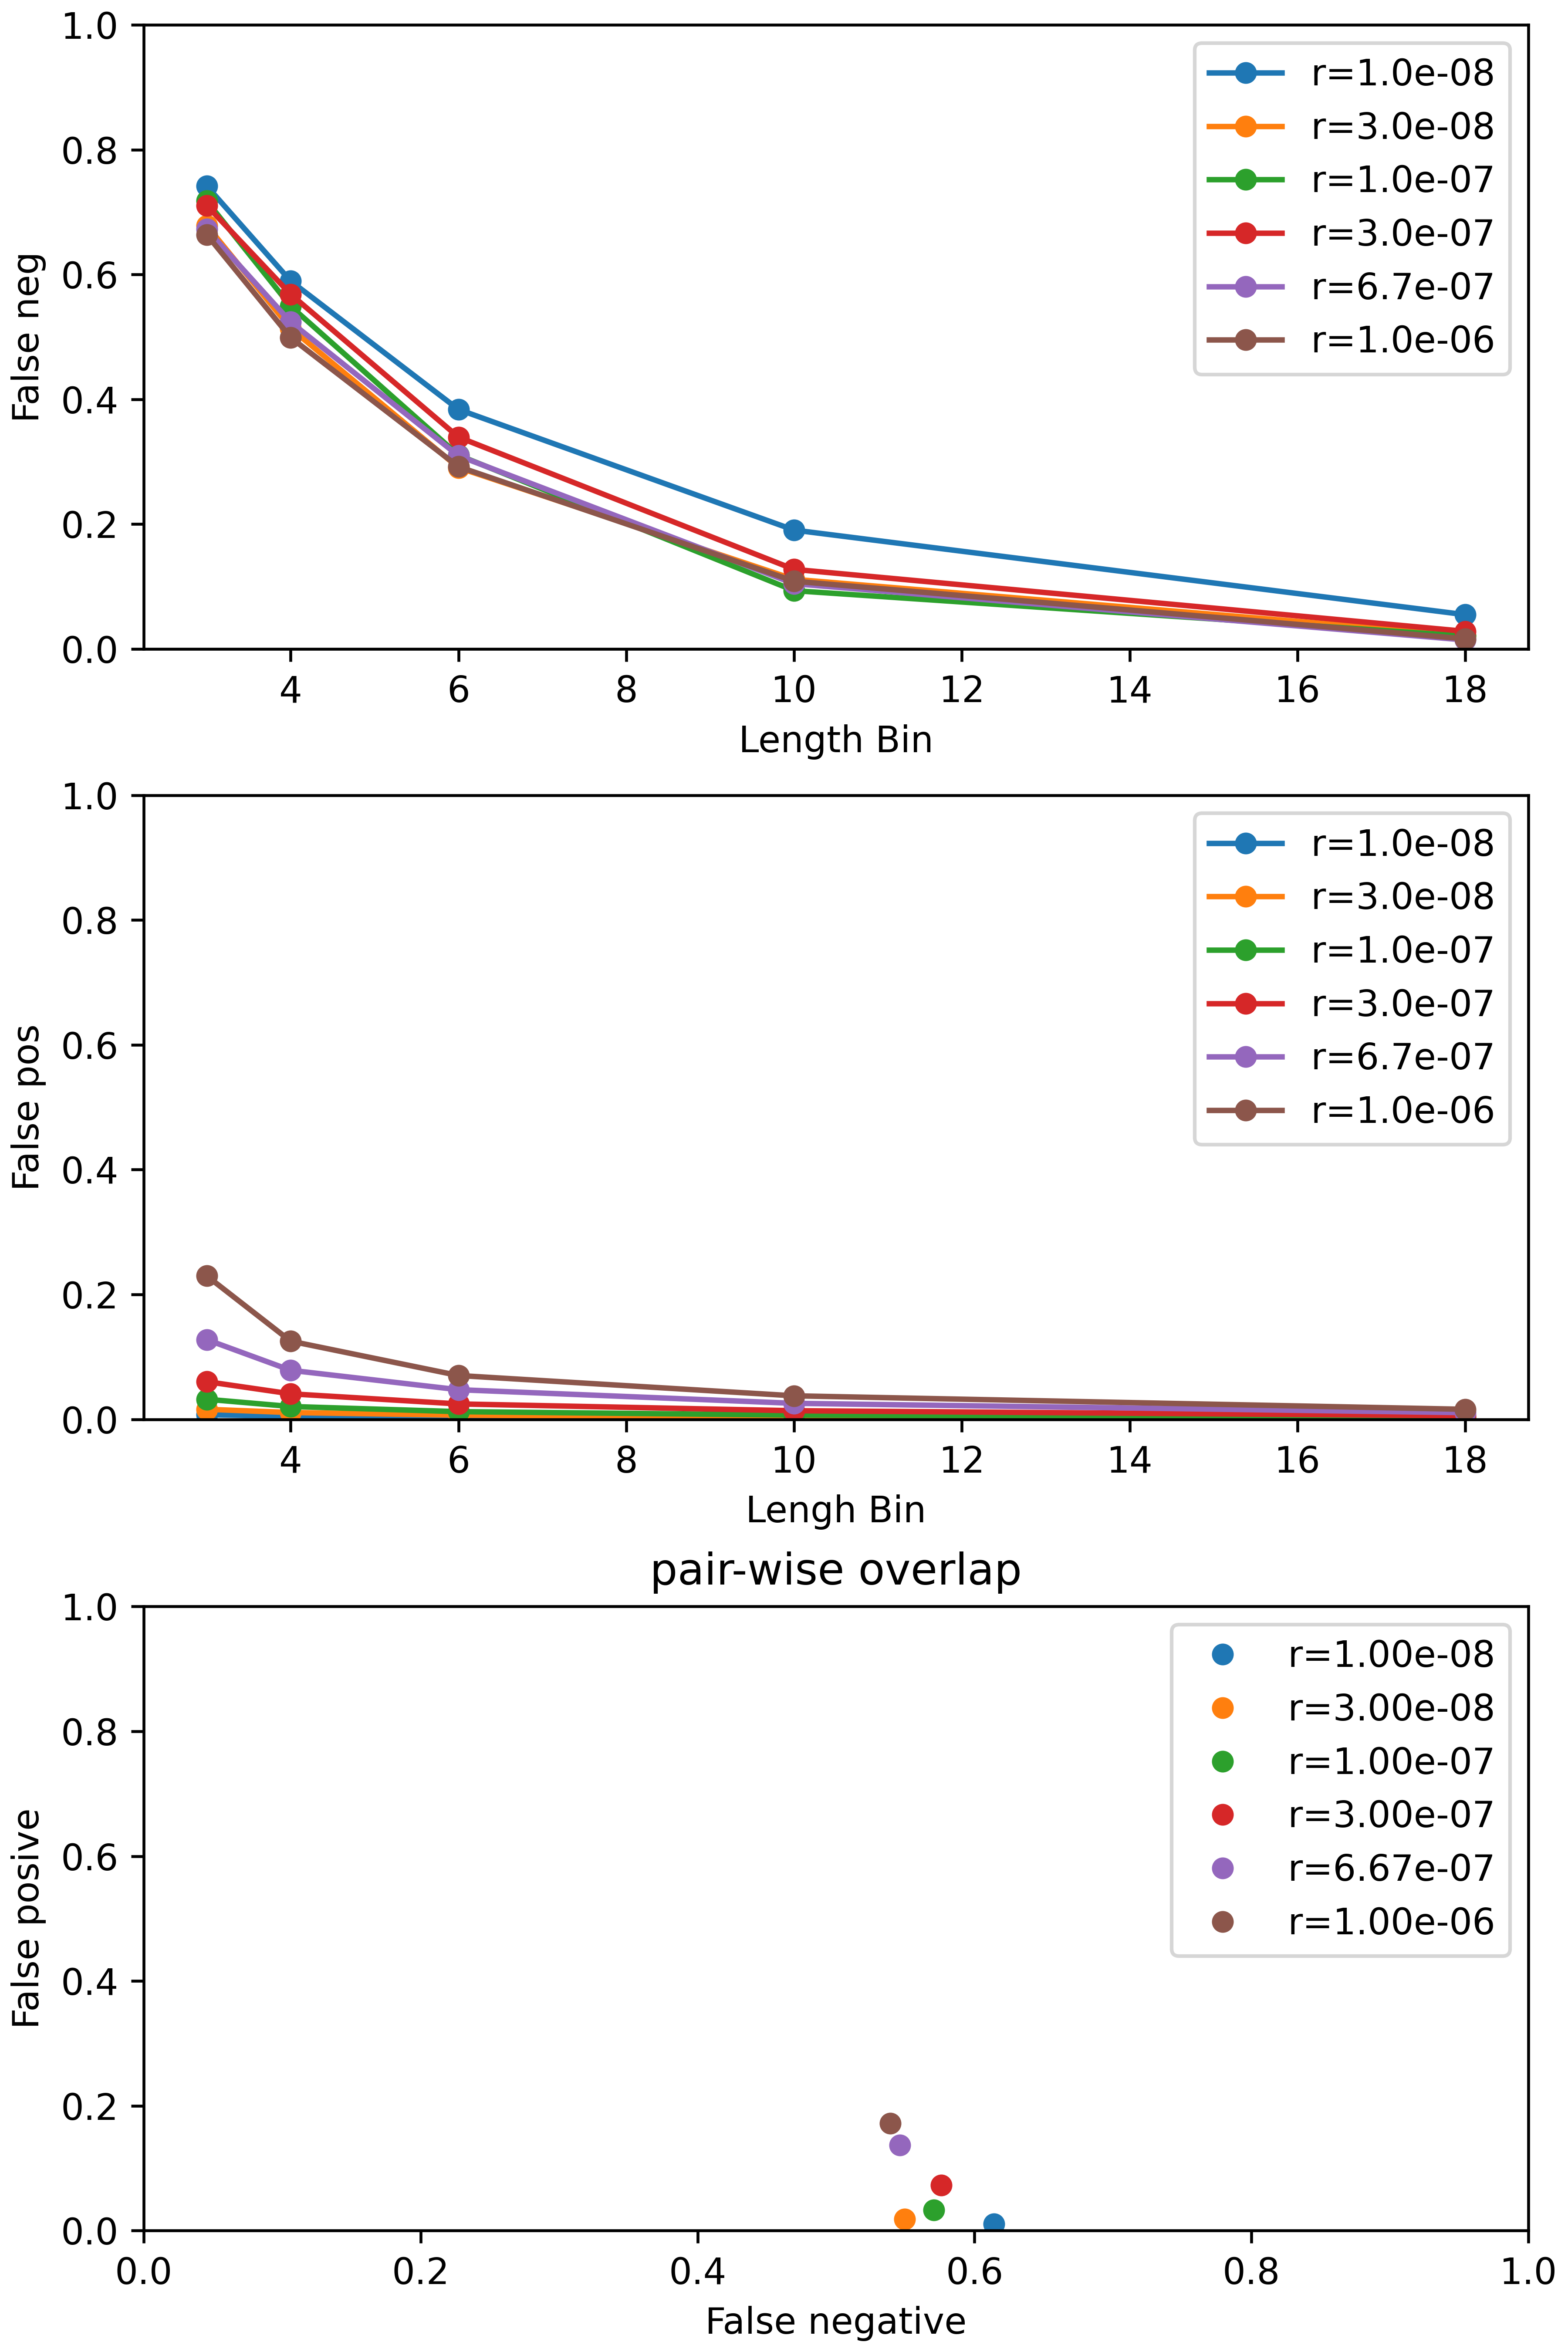 1.0
0.8
0.6
0.4
0.2
0.0
False neg
r=1.0e-08
r=3.0e-08
r=1.0e-07
r=3.0e-07
r=6.7e-07
r=1.0e-06
4 6 8 10 12 14 16 18
Length Bin
1.0
0.8
0.6
0.4
0.2
0.0
False pos
r=1.0e-08
r=3.0e-08
r=1.0e-07
r=3.0e-07
r=6.7e-07
r=1.0e-06
4 6 8 10 12 14 16 18
Lengh Bin
pair-wise overlap
1.0
0.8
0.6
0.4
0.2
0.0
False posive
r=1.00e-08
r=3.00e-08
r=1.00e-07
r=3.00e-07
r=6.67e-07
r=1.00e-06
0.0 0.2 0.4 0.6 0.8 1.0
False negative